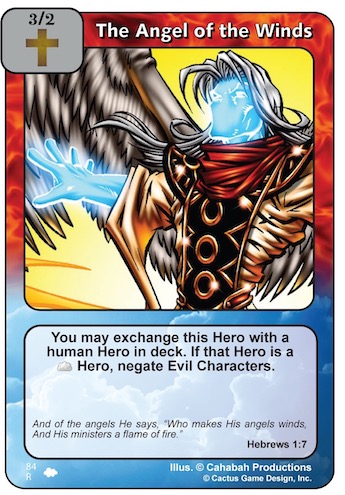 3/2
The Angel of the Winds
You may exchange this Hero with a
human Hero in deck. If that Hero is a
Hero, negate Evil Characters.
And of the angels He says, “Who makes His angels winds,
And His ministers a flame of fire.”
Hebrews 1:7
84
R
Illus. © Cahabah Productions
© Cactus Game Design, Inc.